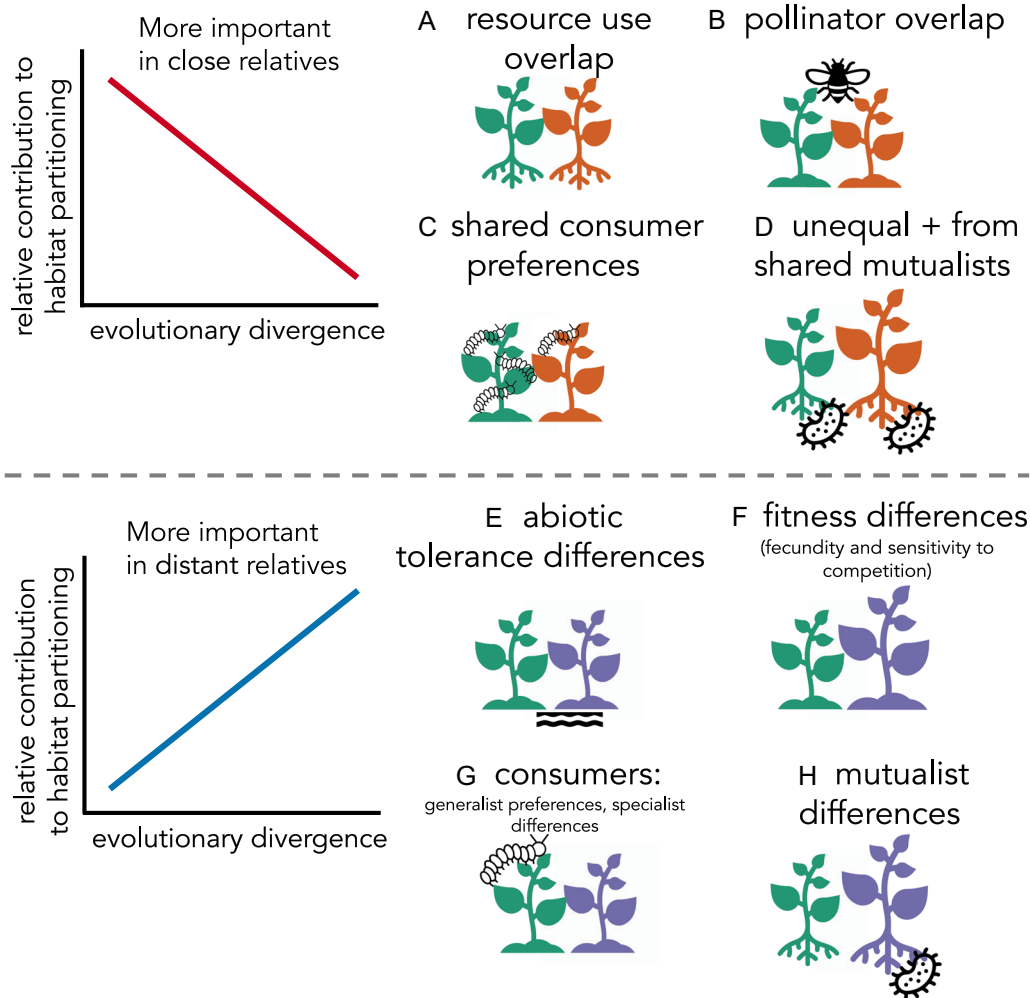 More important
in close relatives
relative contribution to
habitat partitioning
evolutionary divergence
A resource use
overlap
B pollinator overlap
C shared consumer
preferences
D unequal + from
shared mutualists
More important
in distant relatives
relative contribution
to habitat partitioning
evolutionary divergence
E abiotic
tolerance differences
F fitness differences
(fecundity and sensitivity to
competition)
G consumers:
generalist preferences, specialist
differences
H mutualist
differences